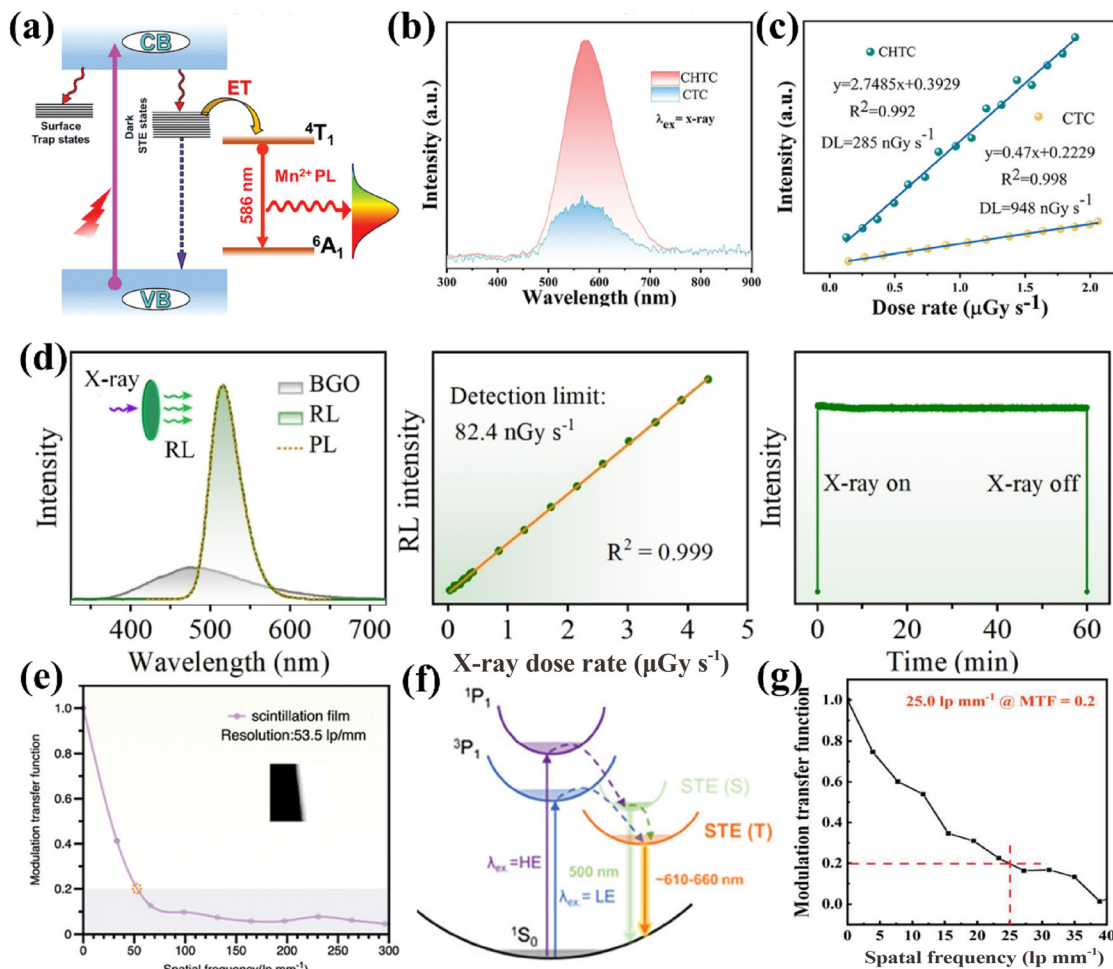 (a)
CB
Surface
Trap states
Dark
STE states
ET
⁴T₁
586 nm
Mn²⁺ PL
⁶A₁
VB
(b)
Intensity (a.u.)
CHTC
CTC
λex= x-ray
300 400 500 600 700 800 900
Wavelength (nm)
(c)
Intensity (a.u.)
CHTC
y=2.7485x+0.3929
R²=0.992
DL=285 nGy s⁻¹
CTC
y=0.47x+0.2229
R²=0.998
DL=948 nGy s⁻¹
0.0 0.5 1.0 1.5 2.0
Dose rate (μGy s⁻¹)
(d)
Intensity
X-ray
RL
BGO
RL
PL
400 500 600 700
Wavelength (nm)
RL intensity
Detection limit:
82.4 nGy s⁻¹
R² = 0.999
0 1 2 3 4 5
X-ray dose rate (μGy s⁻¹)
Intensity
X-ray on
X-ray off
0 20 40 60
Time (min)
(e)
Modulation transfer function
1.0
0.8
0.6
0.4
0.2
0
scintillation film
Resolution:53.5 lp/mm
0 50 100 150 200 250 300
Spatial frequency(lp mm⁻¹)
(f)
¹P₁
³P₁
STE (S)
STE (T)
λex.=HE
λex.=LE
500 nm
~610-660 nm
¹S₀
(g)
Modulation transfer function
1.0
0.8
0.6
0.4
0.2
0.0
25.0 lp mm⁻¹ @ MTF = 0.2
0 5 10 15 20 25 30 35 40
Spatal frequency (lp mm⁻¹)